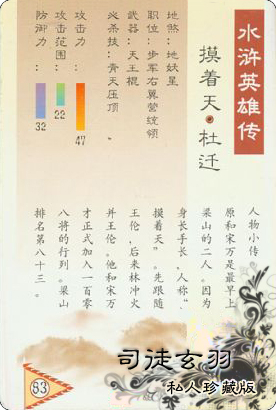 水浒英雄传
摸着天·杜迁
地煞：地妖星
职位：步军右翼营统领
武器：天王棍
必杀技：青天压顶
攻击力：
47
攻击范围：
22
防御力：
32
人物小传：
原和宋万是最早上
梁山的二人。因为
身长手长，人称“
摸着天”。先跟随
王伦，后来林冲火
并王伦。他和宋万
才正式加入一百零
八将的行列。梁山
排名第八十三。
83
司徒玄羽
私人珍藏版